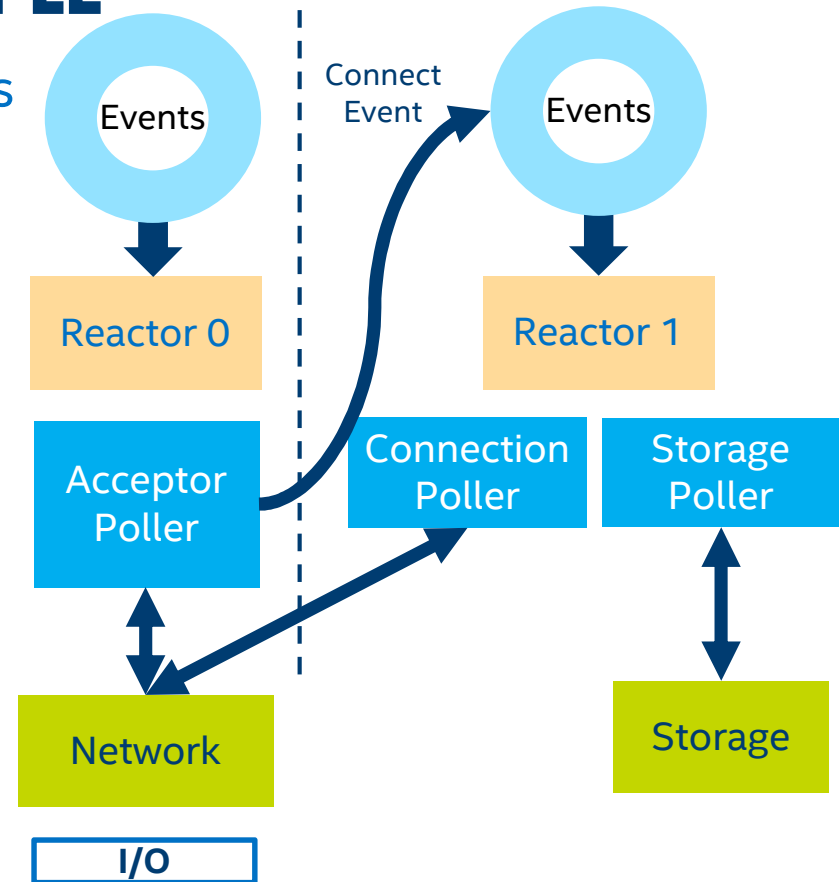 Events
Connect
Event
Events
Reactor 0
Reactor 1
Acceptor
Poller
Connection
Poller
Storage
Poller
Network
Storage
I/O